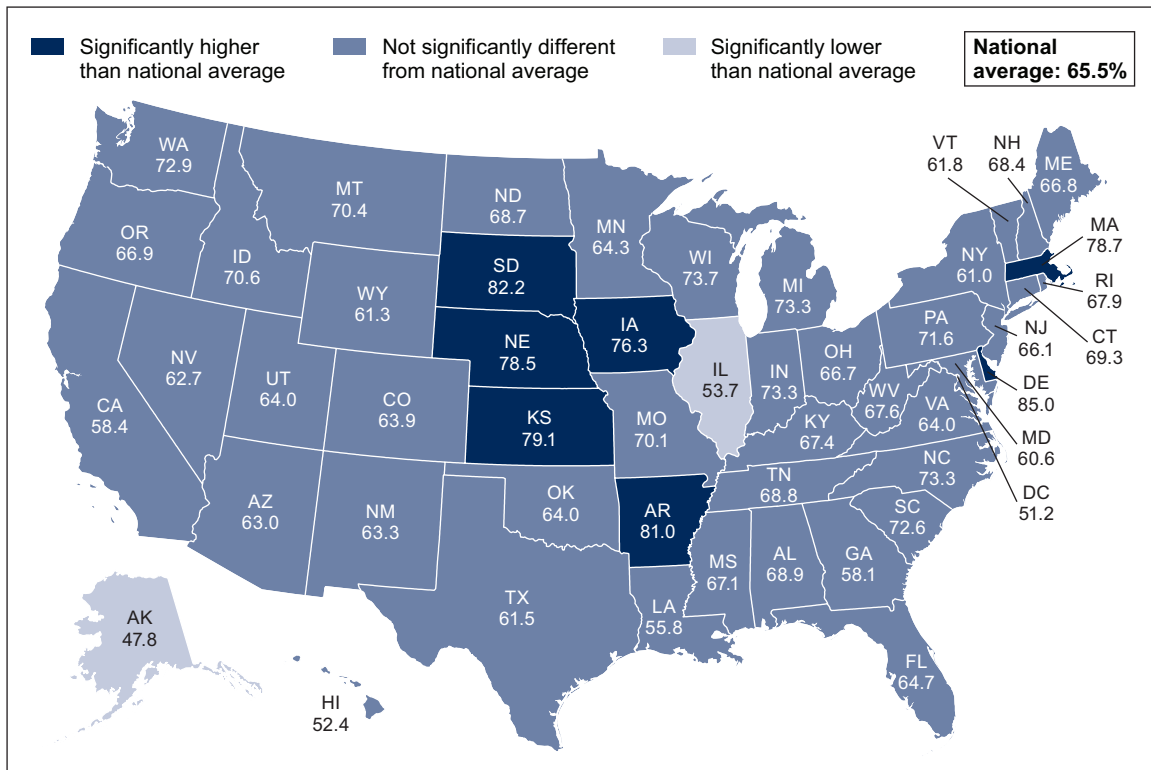 Significantly higher
than national average
Not significantly different
from national average
Significantly lower
than national average
National
average: 65.5%
WA
72.9
OR
66.9
ID
70.6
MT
70.4
ND
68.7
MN
64.3
SD
82.2
WY
61.3
WI
73.7
MI
73.3
VT
61.8
NH
68.4
ME
66.8
MA
78.7
NY
61.0
RI
67.9
CT
69.3
NJ
66.1
PA
71.6
DE
85.0
MD
60.6
DC
51.2
NE
78.5
IA
76.3
IL
53.7
IN
73.3
OH
66.7
WV
67.6
VA
64.0
KY
67.4
NC
73.3
TN
68.8
SC
72.6
NV
62.7
UT
64.0
CO
63.9
CA
58.4
KS
79.1
MO
70.1
AZ
63.0
NM
63.3
OK
64.0
AR
81.0
MS
67.1
AL
68.9
GA
58.1
TX
61.5
LA
55.8
FL
64.7
AK
47.8
HI
52.4